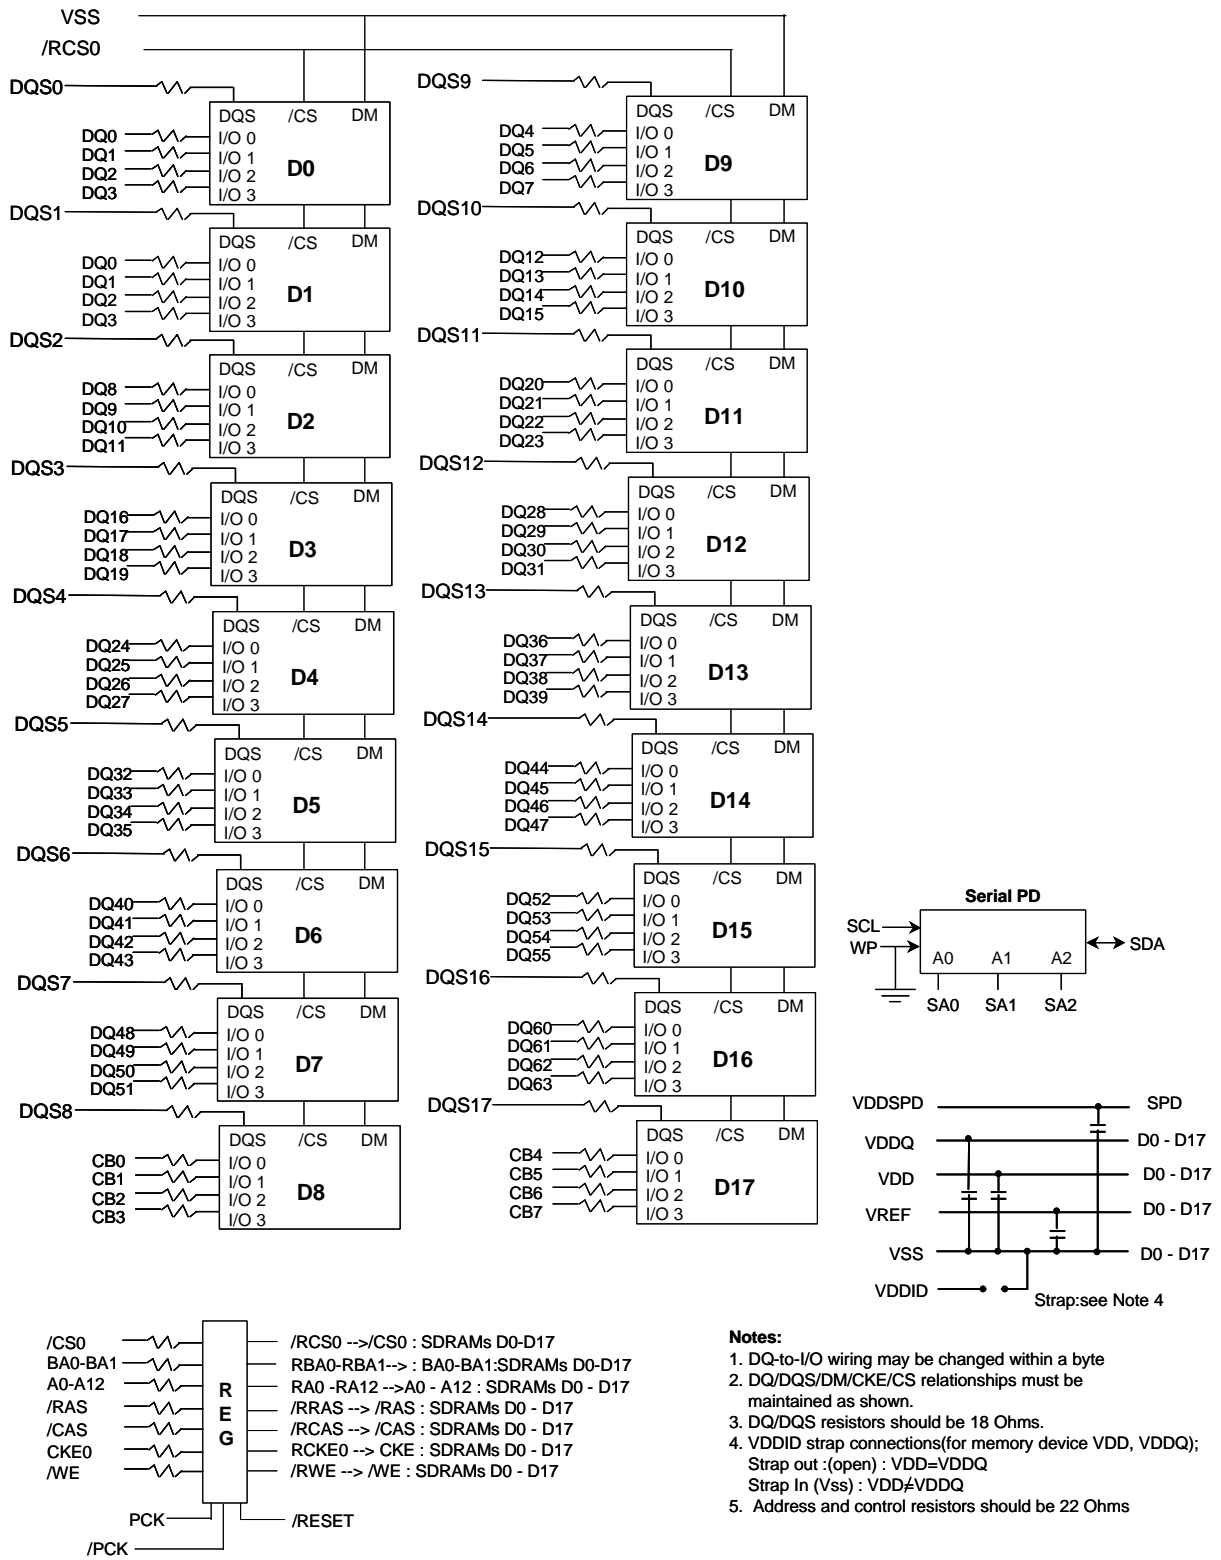 VSS
/RCS0
DQS0
DQS /CS DM
DQ0 I/O 0
DQ1 I/O 1
DQ2 I/O 2
DQ3 I/O 3
D0
DQS1
DQS /CS DM
DQ0 I/O 0
DQ1 I/O 1
DQ2 I/O 2
DQ3 I/O 3
D1
DQS2
DQS /CS DM
DQ8 I/O 0
DQ9 I/O 1
DQ10 I/O 2
DQ11 I/O 3
D2
DQS3
DQS /CS DM
DQ16 I/O 0
DQ17 I/O 1
DQ18 I/O 2
DQ19 I/O 3
D3
DQS4
DQS /CS DM
DQ24 I/O 0
DQ25 I/O 1
DQ26 I/O 2
DQ27 I/O 3
D4
DQS5
DQS /CS DM
DQ32 I/O 0
DQ33 I/O 1
DQ34 I/O 2
DQ35 I/O 3
D5
DQS6
DQS /CS DM
DQ40 I/O 0
DQ41 I/O 1
DQ42 I/O 2
DQ43 I/O 3
D6
DQS7
DQS /CS DM
DQ48 I/O 0
DQ49 I/O 1
DQ50 I/O 2
DQ51 I/O 3
D7
DQS8
DQS /CS DM
CB0 I/O 0
CB1 I/O 1
CB2 I/O 2
CB3 I/O 3
D8
DQS9
DQS /CS DM
DQ4 I/O 0
DQ5 I/O 1
DQ6 I/O 2
DQ7 I/O 3
D9
DQS10
DQS /CS DM
DQ12 I/O 0
DQ13 I/O 1
DQ14 I/O 2
DQ15 I/O 3
D10
DQS11
DQS /CS DM
DQ20 I/O 0
DQ21 I/O 1
DQ22 I/O 2
DQ23 I/O 3
D11
DQS12
DQS /CS DM
DQ28 I/O 0
DQ29 I/O 1
DQ30 I/O 2
DQ31 I/O 3
D12
DQS13
DQS /CS DM
DQ36 I/O 0
DQ37 I/O 1
DQ38 I/O 2
DQ39 I/O 3
D13
DQS14
DQS /CS DM
DQ44 I/O 0
DQ45 I/O 1
DQ46 I/O 2
DQ47 I/O 3
D14
DQS15
DQS /CS DM
DQ52 I/O 0
DQ53 I/O 1
DQ54 I/O 2
DQ55 I/O 3
D15
DQS16
DQS /CS DM
DQ60 I/O 0
DQ61 I/O 1
DQ62 I/O 2
DQ63 I/O 3
D16
DQS17
DQS /CS DM
CB4 I/O 0
CB5 I/O 1
CB6 I/O 2
CB7 I/O 3
D17
Serial PD
SCL
WP
SDA
A0 A1 A2
SA0 SA1 SA2
VDDSPD SPD
VDDQ D0 - D17
VDD D0 - D17
VREF D0 - D17
VSS D0 - D17
VDDID
Strap:see Note 4
/CS0 /RCS0 -->/CS0 : SDRAMs D0-D17
BA0-BA1 RBA0-RBA1--> : BA0-BA1:SDRAMs D0-D17
A0-A12 RA0 -RA12 -->A0 - A12 : SDRAMs D0 - D17
/RAS /RRAS --> /RAS : SDRAMs D0 - D17
/CAS /RCAS --> /CAS : SDRAMs D0 - D17
CKE0 RCKE0 --> CKE : SDRAMs D0 - D17
/WE /RWE --> /WE : SDRAMs D0 - D17
R
E
G
PCK
/RESET
/PCK
Notes:
1. DQ-to-I/O wiring may be changed within a byte
2. DQ/DQS/DM/CKE/CS relationships must be
maintained as shown.
3. DQ/DQS resistors should be 18 Ohms.
4. VDDID strap connections(for memory device VDD, VDDQ);
Strap out :(open) : VDD=VDDQ
Strap In (Vss) : VDD≠VDDQ
5. Address and control resistors should be 22 Ohms